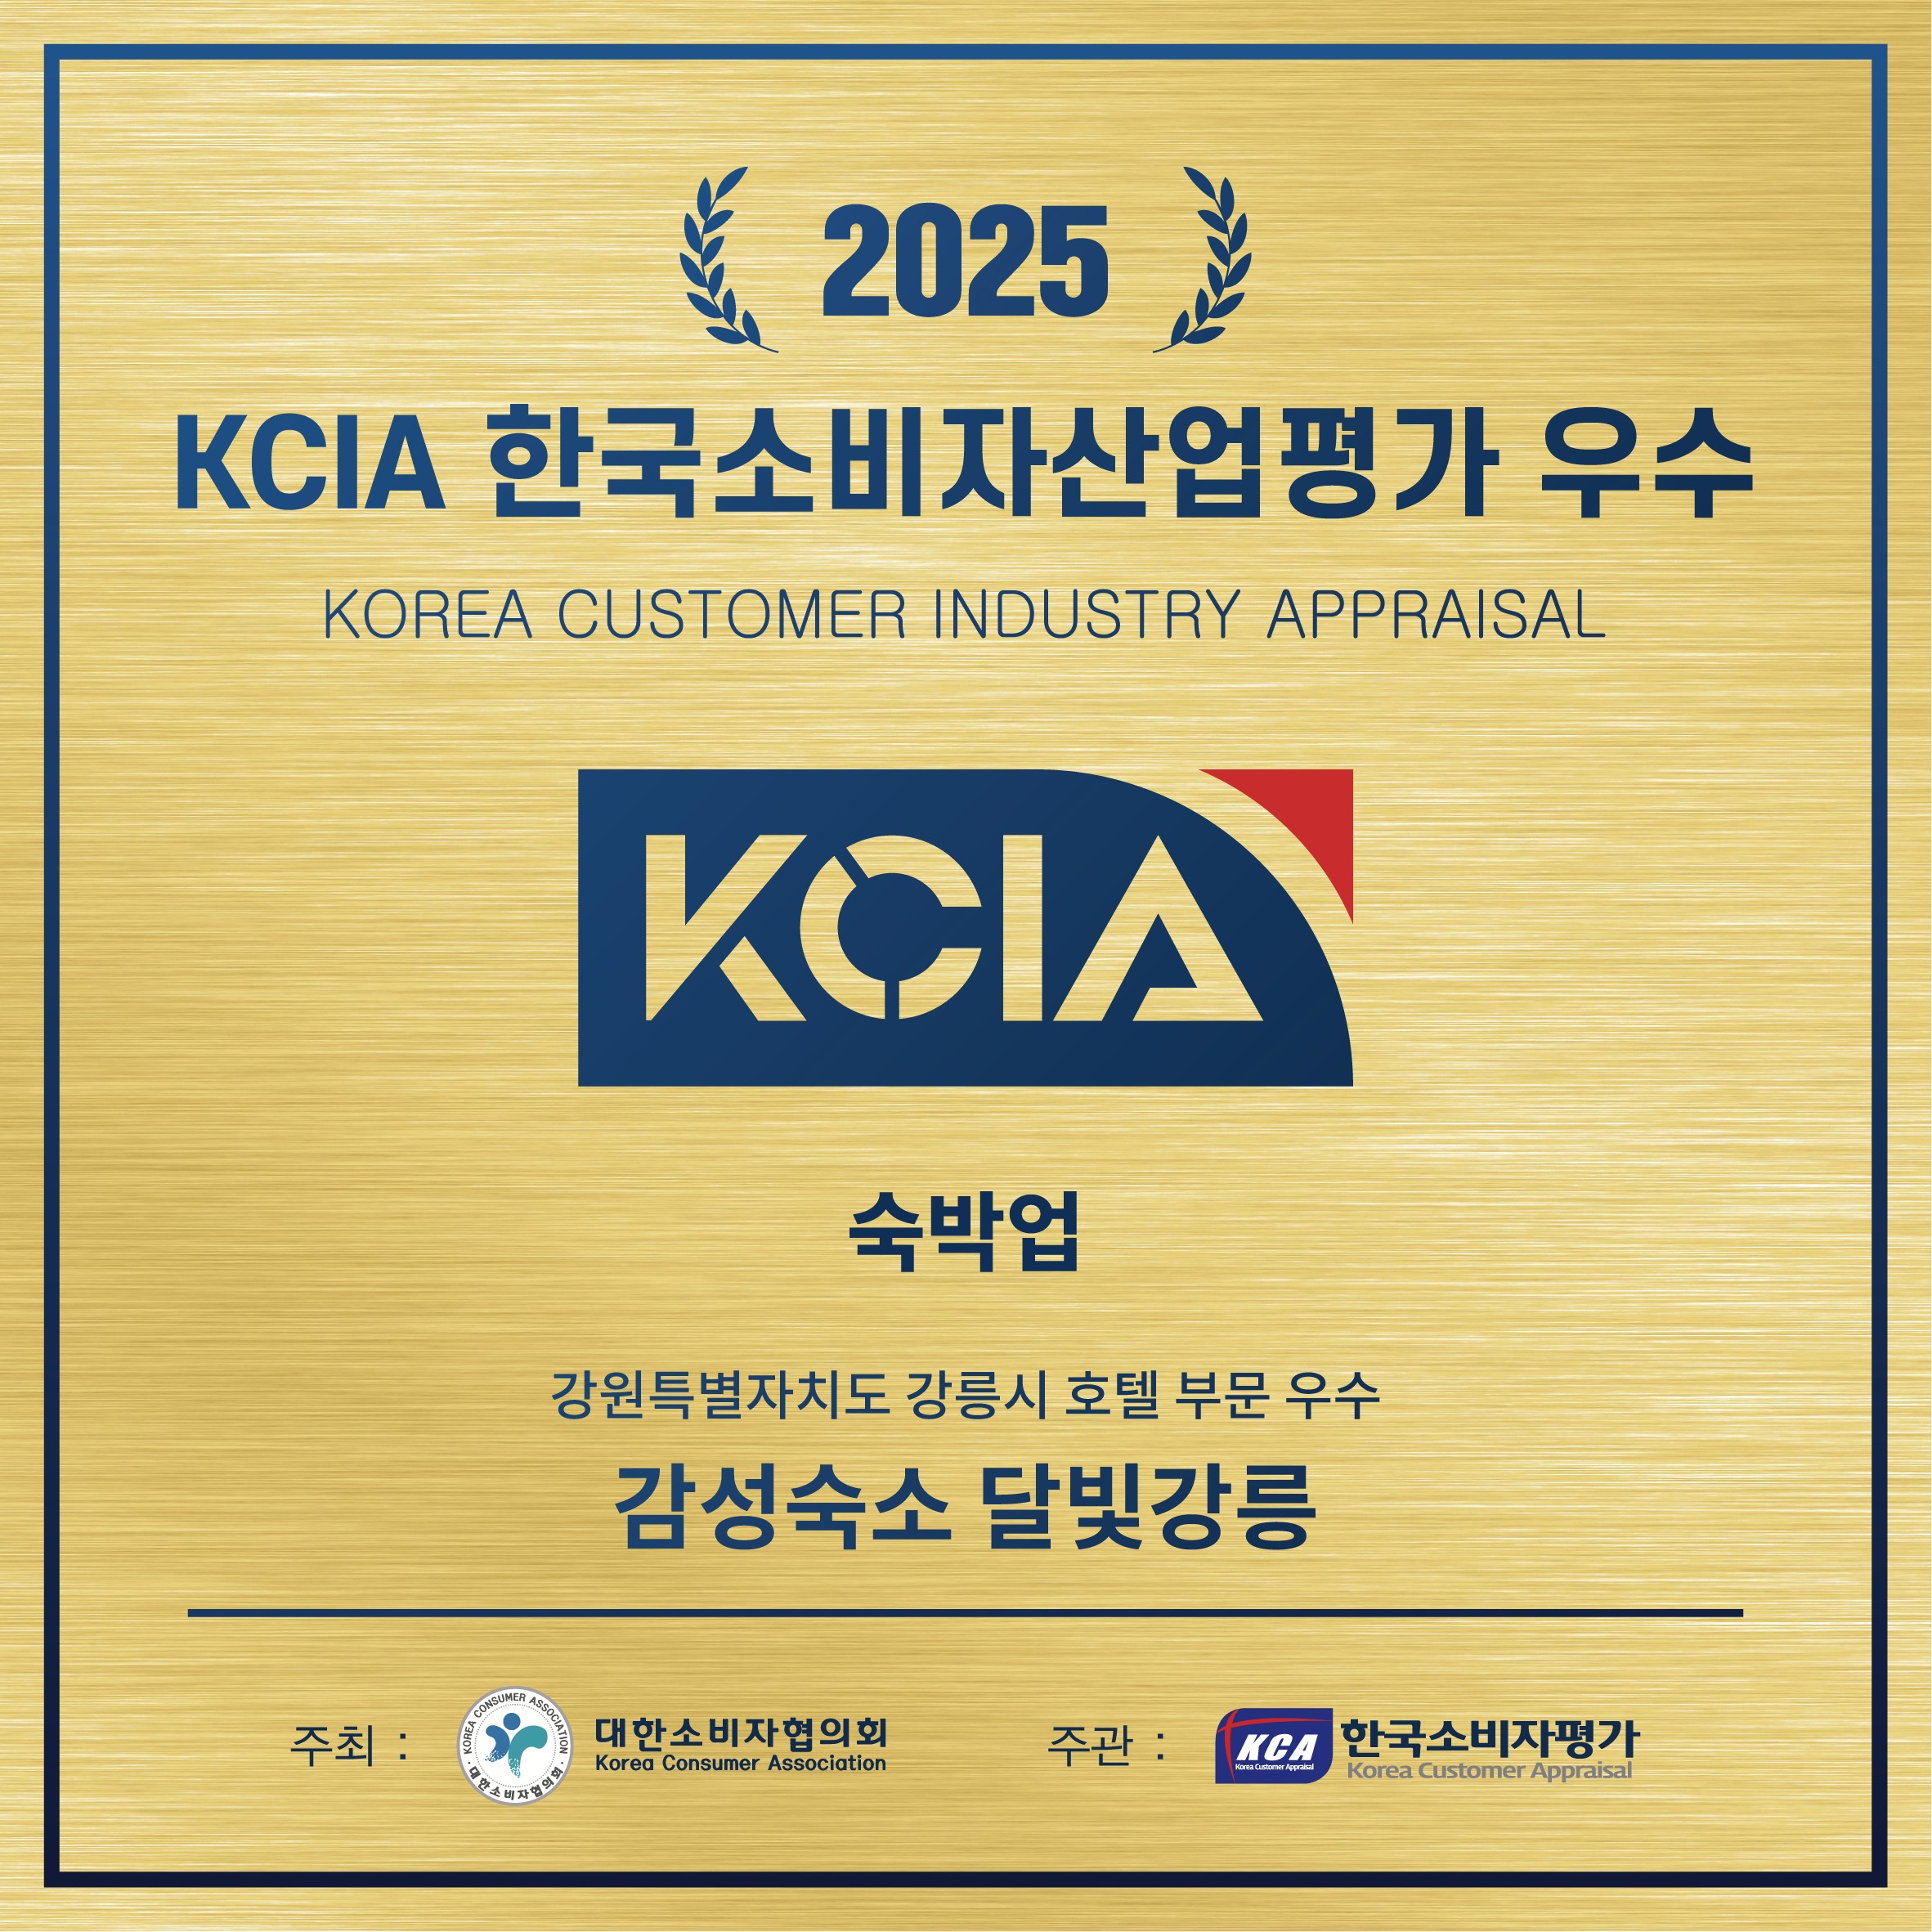 2025
KCIA 한국소비자산업평가 우수
KOREA CUSTOMER INDUSTRY APPRAISAL
KCIA
숙박업
강원특별자치도 강릉시 호텔 부문 우수
감성숙소 달빛강릉
주최 :
KOREA CONSUMER ASSOCIATION
대한소비자협의회
대한소비자협의회
Korea Consumer Association
주관 :
KCA
Korea Customer Appraisal
한국소비자평가
Korea Customer Appraisal